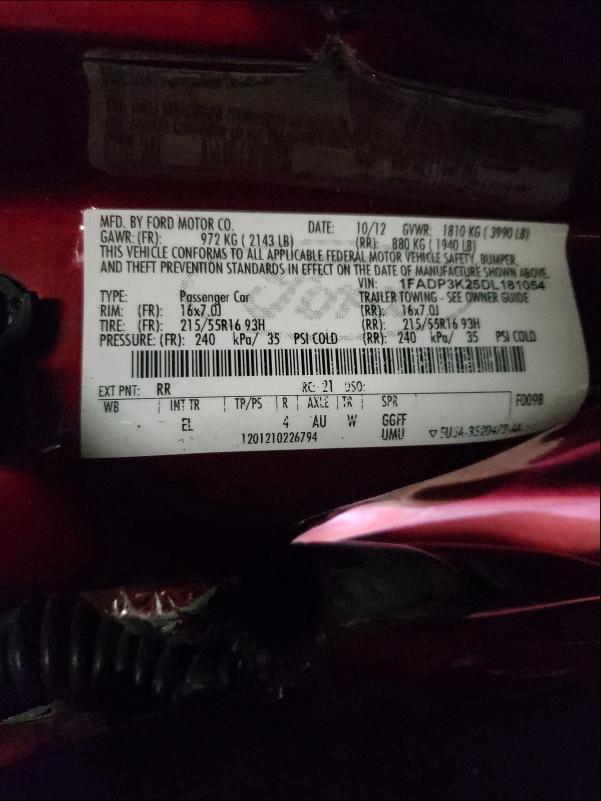 MFD. BY FORD MOTOR CO. DATE: 10/12 GVWR: 1810 KG ( 3990 LB)
GAWR: (FR): 972 KG ( 2143 LB) (RR): 880 KG ( 1940 LB)
THIS VEHICLE CONFORMS TO ALL APPLICABLE FEDERAL MOTOR VEHICLE SAFETY, BUMPER,
AND THEFT PREVENTION STANDARDS IN EFFECT ON THE DATE OF MANUFACTURE SHOWN ABOVE.
VIN: 1FADP3K25DL181054
TYPE: Passenger Car TRAILER TOWING - SEE OWNER GUIDE
RIM: (FR): 16x7.0J (RR): 16x7.0J
TIRE: (FR): 215/55R16 93H (RR): 215/55R16 93H
PRESSURE: (FR): 240 kPa/ 35 PSI COLD (RR): 240 kPa/ 35 PSI COLD
EXT PNT: RR RC: 21 DSO:
WB INT TR TP/PS R AXLE TR SPR F0098
EL 4 AU W GGFF
1201210226794 UMU